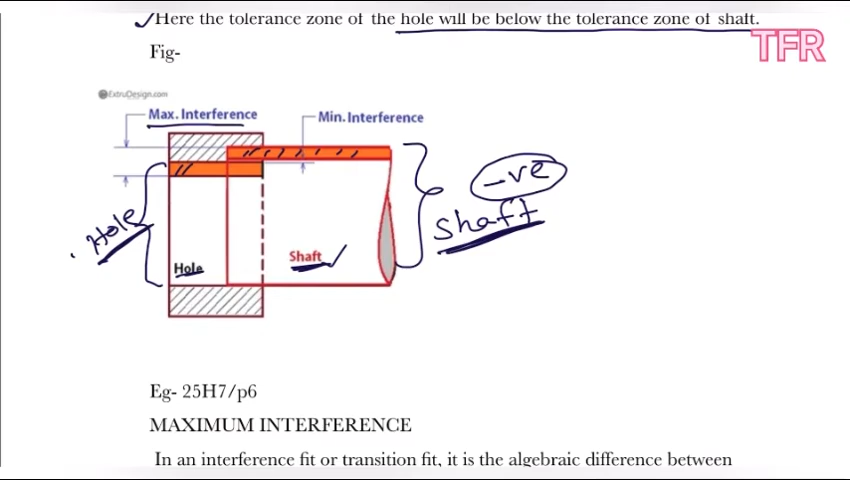 Here the tolerance zone of the hole will be below the tolerance zone of shaft.
TFR
Fig-
ExtruDesign.com
Max. Interference
Min. Interference
-ve
Hole
shaft
Hole
Shaft
Eg- 25H7/p6
MAXIMUM INTERFERENCE
In an interference fit or transition fit, it is the algebraic difference between